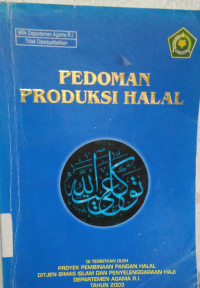 Milik Departemen Agama R.I.
Tidak Diperjualbelikan
PEDOMAN
PRODUKSI HALAL
DI TERBITKAN OLEH
PROYEK PEMBINAAN PANGAN HALAL
DITJEN BIMAS ISLAM DAN PENYELENGGARAAN HAJI
DEPARTEMEN AGAMA R.I.
TAHUN 2003